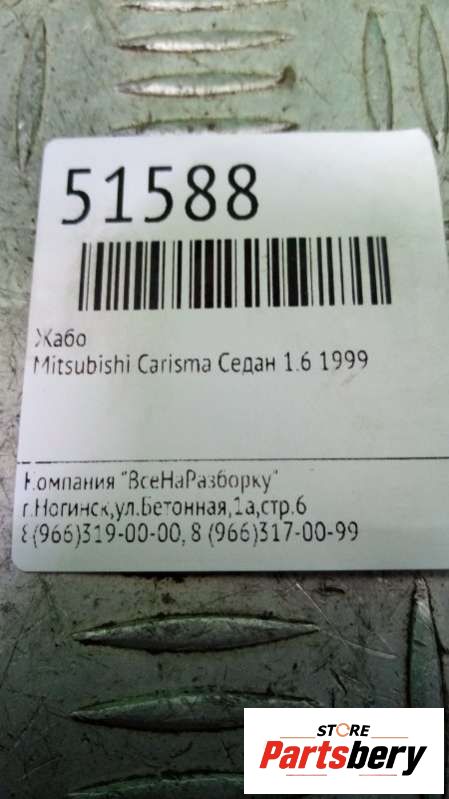 51588
Жабо
Mitsubishi Carisma Седан 1.6 1999
Компания "ВсеНаРазборку"
г.Ногинск,ул.Бетонная,1а,стр.6
8(966)319-00-00, 8 (966)317-00-99
STORE
Partsbery